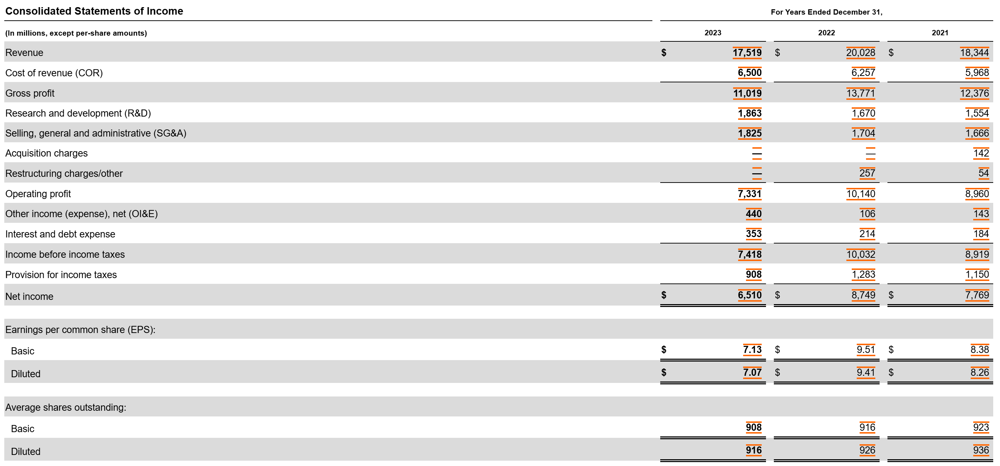 Consolidated Statements of Income For Years Ended December 31,
(In millions, except per-share amounts) 2023 2022 2021
Revenue $ 17,519 $ 20,028 $ 18,344
Cost of revenue (COR) 6,500 6,257 5,968
Gross profit 11,019 13,771 12,376
Research and development (R&D) 1,863 1,670 1,554
Selling, general and administrative (SG&A) 1,825 1,704 1,666
Acquisition charges — — 142
Restructuring charges/other — 257 54
Operating profit 7,331 10,140 8,960
Other income (expense), net (OI&E) 440 106 143
Interest and debt expense 353 214 184
Income before income taxes 7,418 10,032 8,919
Provision for income taxes 908 1,283 1,150
Net income $ 6,510 $ 8,749 $ 7,769
Earnings per common share (EPS):
Basic $ 7.13 $ 9.51 $ 8.38
Diluted $ 7.07 $ 9.41 $ 8.26
Average shares outstanding:
Basic 908 916 923
Diluted 916 926 936